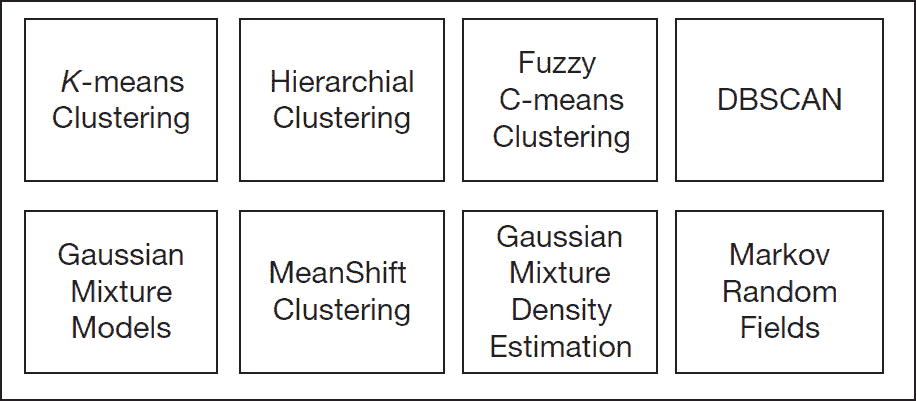 K-means
Clustering
Hierarchial
Clustering
Fuzzy
C-means
Clustering
DBSCAN
Gaussian
Mixture
Models
MeanShift
Clustering
Gaussian
Mixture
Density
Estimation
Markov
Random
Fields